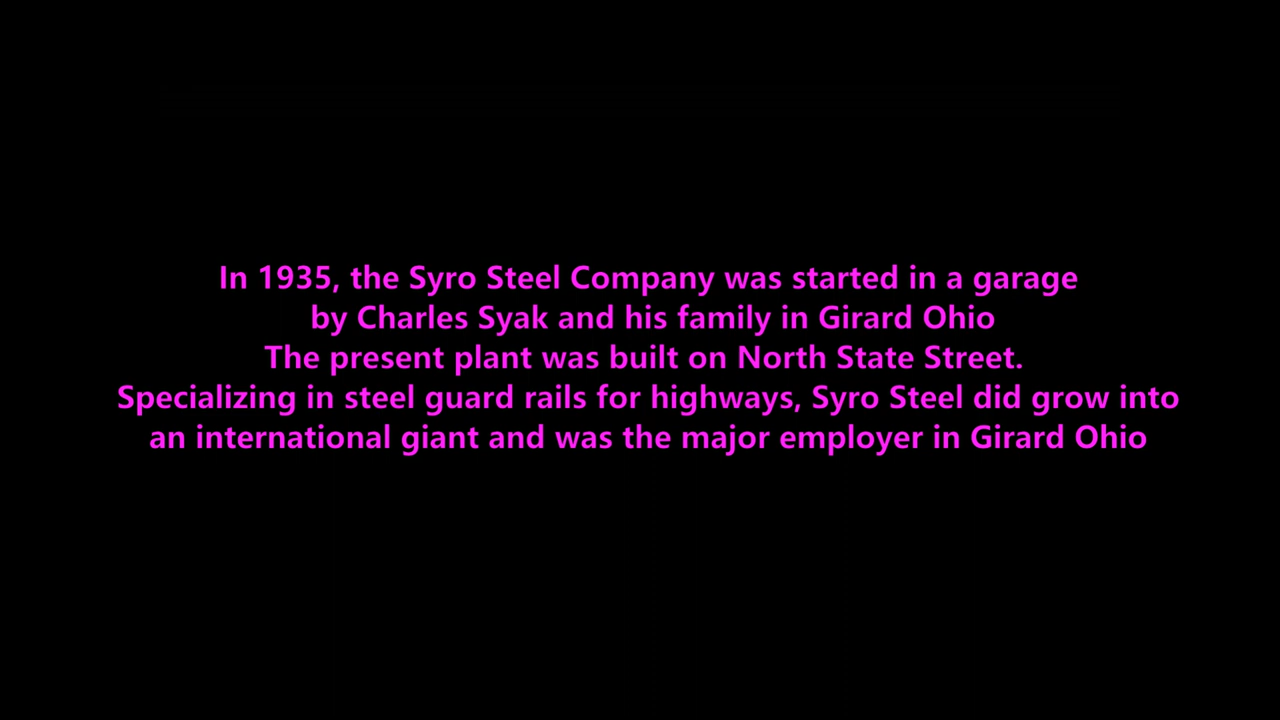 In 1935, the Syro Steel Company was started in a garage
by Charles Syak and his family in Girard Ohio
The present plant was built on North State Street.
Specializing in steel guard rails for highways, Syro Steel did grow into
an international giant and was the major employer in Girard Ohio